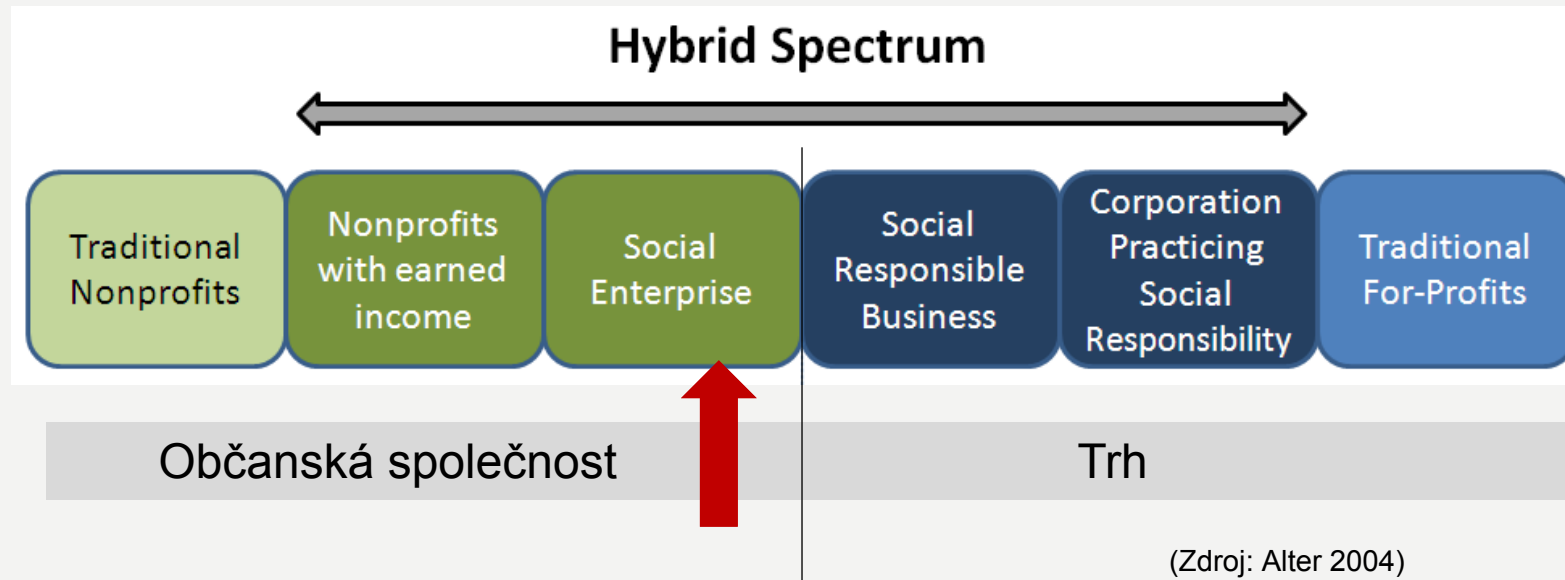 Hybrid Spectrum
Traditional
Nonprofits
Nonprofits
with earned
income
Social
Enterprise
Social
Responsible
Business
Corporation
Practicing
Social
Responsibility
Traditional
For-Profits
Občanská společnost
Trh
(Zdroj: Alter 2004)